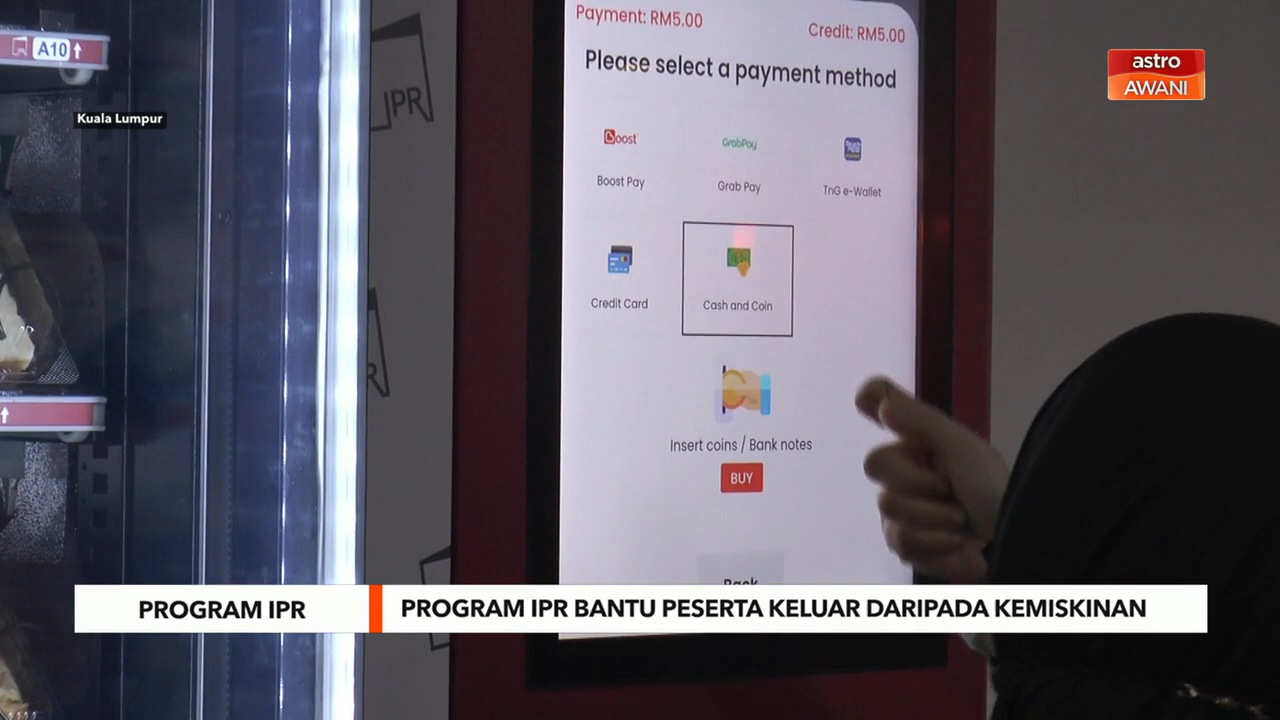 A10
Kuala Lumpur
IPR
Payment: RM5.00
Credit: RM5.00
Please select a payment method
astro
AWANI
Boost
GrabPay
Boost Pay
Grab Pay
TnG e-Wallet
Credit Card
Cash and Coin
Insert coins / Bank notes
BUY
Back
PROGRAM IPR
PROGRAM IPR BANTU PESERTA KELUAR DARIPADA KEMISKINAN